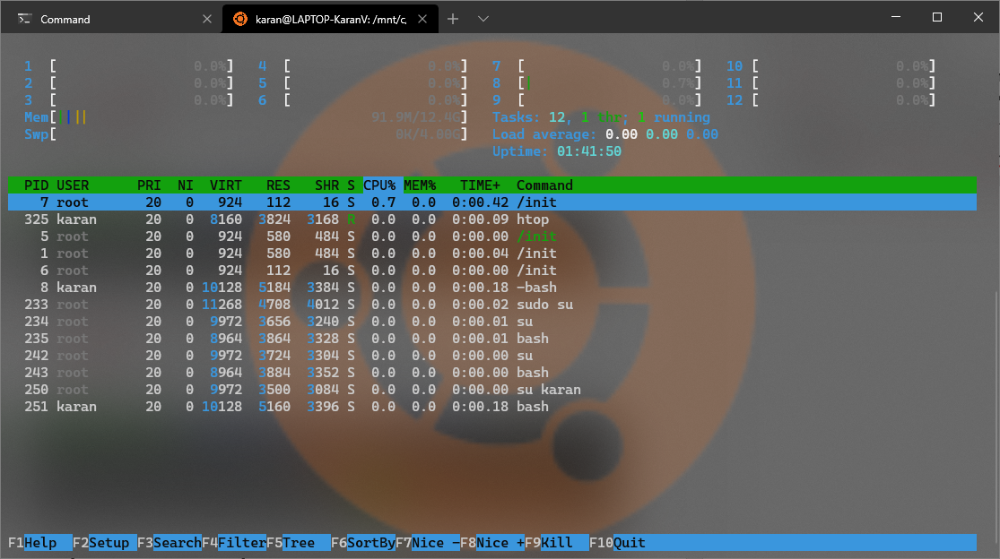 Command karan@LAPTOP-KaranV: /mnt/c,
1 [ 0.0%] 4 [ 0.0%] 7 [ 0.0%] 10 [ 0.0%]
2 [ 0.0%] 5 [ 0.0%] 8 [| 0.7%] 11 [ 0.0%]
3 [ 0.0%] 6 [ 0.0%] 9 [ 0.0%] 12 [ 0.0%]
Mem[|||| 91.9M/12.4G] Tasks: 12, 1 thr; 1 running
Swp[ 0K/4.00G] Load average: 0.00 0.00 0.00
Uptime: 01:41:50
PID USER PRI NI VIRT RES SHR S CPU% MEM% TIME+ Command
7 root 20 0 924 112 16 S 0.7 0.0 0:00.42 /init
325 karan 20 0 8160 3824 3168 R 0.0 0.0 0:00.09 htop
5 root 20 0 924 580 484 S 0.0 0.0 0:00.00 /init
1 root 20 0 924 580 484 S 0.0 0.0 0:00.04 /init
6 root 20 0 924 112 16 S 0.0 0.0 0:00.00 /init
8 karan 20 0 10128 5184 3384 S 0.0 0.0 0:00.18 -bash
233 root 20 0 11268 4708 4012 S 0.0 0.0 0:00.02 sudo su
234 root 20 0 9972 3656 3240 S 0.0 0.0 0:00.01 su
235 root 20 0 8964 3864 3328 S 0.0 0.0 0:00.01 bash
242 root 20 0 9972 3724 3304 S 0.0 0.0 0:00.00 su
243 root 20 0 8964 3884 3352 S 0.0 0.0 0:00.00 bash
250 root 20 0 9972 3500 3084 S 0.0 0.0 0:00.00 su karan
251 karan 20 0 10128 5160 3396 S 0.0 0.0 0:00.18 bash
F1Help F2Setup F3SearchF4FilterF5Tree F6SortByF7Nice -F8Nice +F9Kill F10Quit